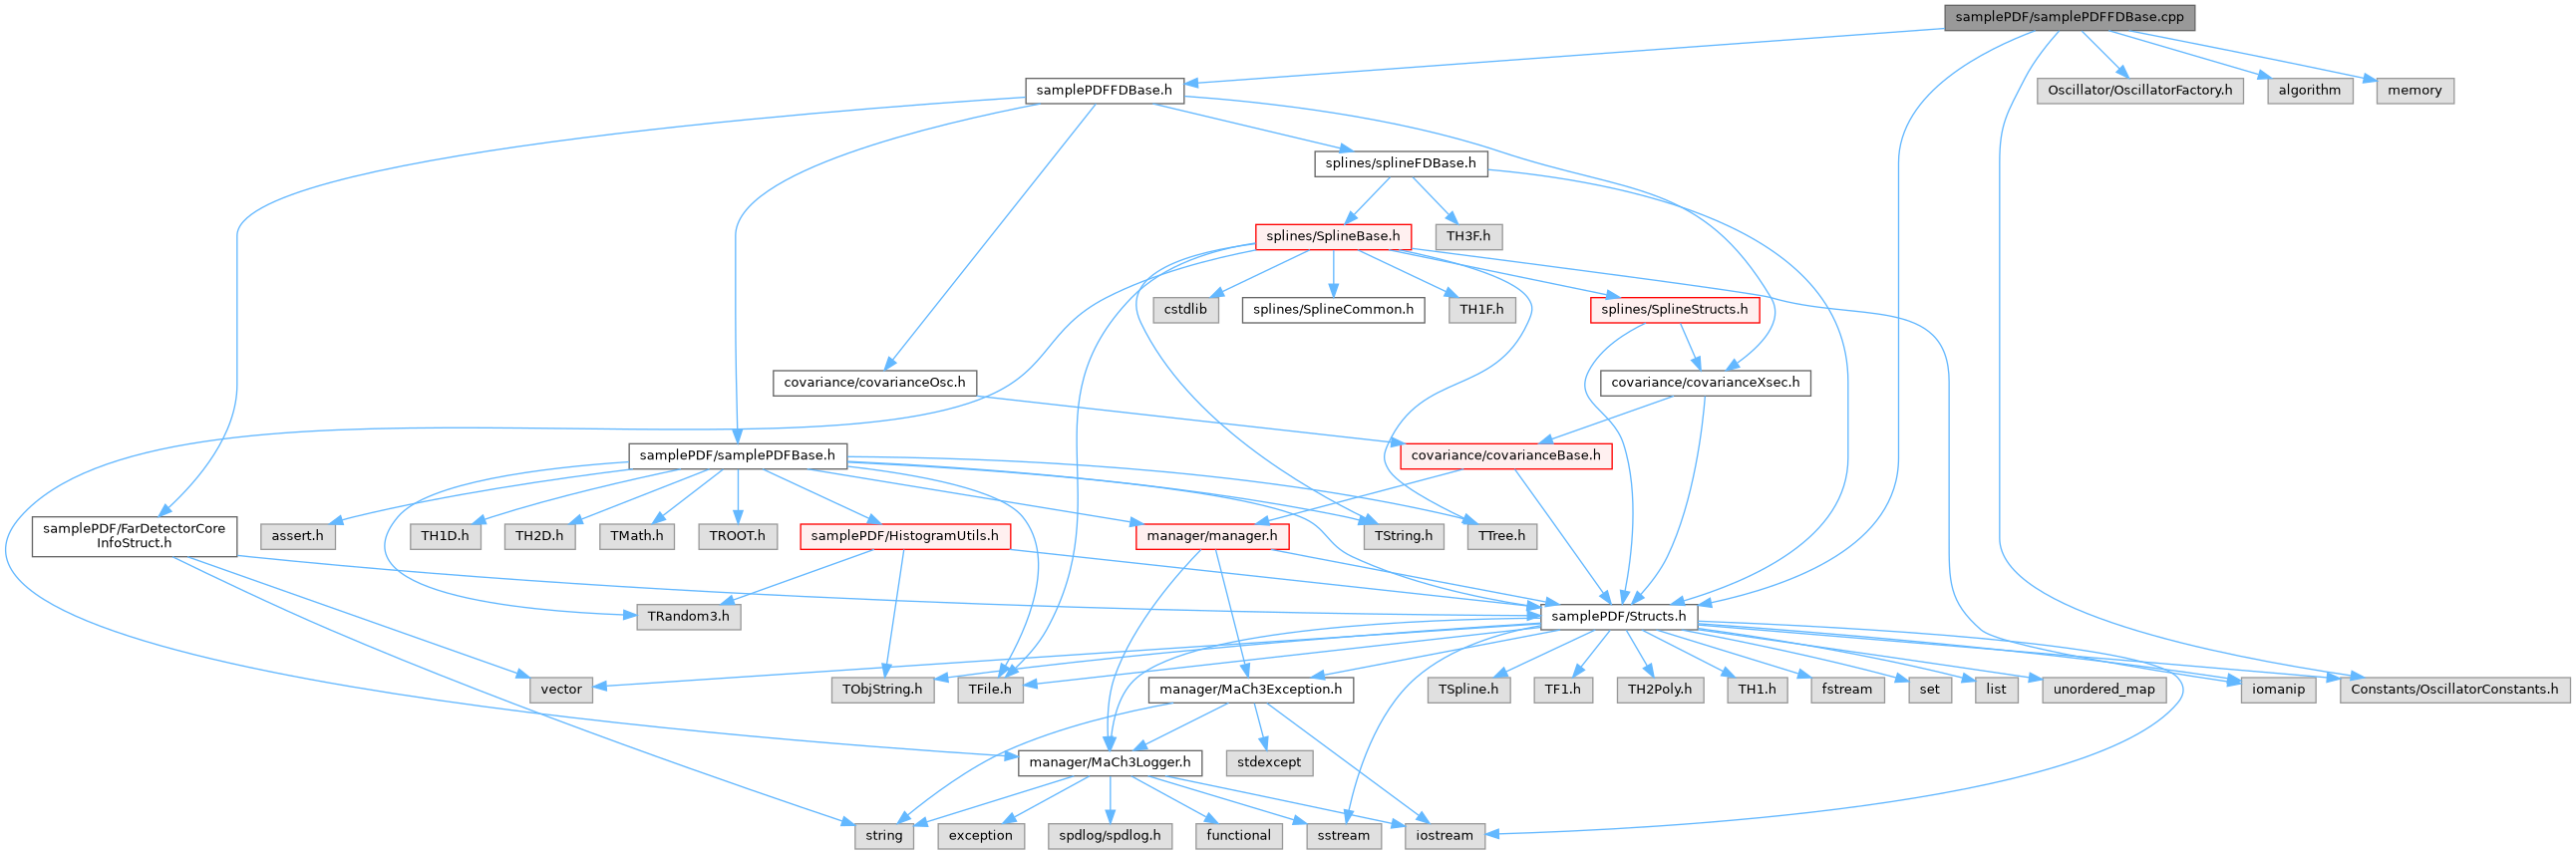 samplePDF/samplePDFFDBase.cpp
samplePDFFDBase.h
Oscillator/OscillatorFactory.h
algorithm
memory
splines/splineFDBase.h
splines/SplineBase.h
TH3F.h
cstdlib
splines/SplineCommon.h
TH1F.h
splines/SplineStructs.h
covariance/covarianceOsc.h
covariance/covarianceXsec.h
samplePDF/samplePDFBase.h
covariance/covarianceBase.h
samplePDF/FarDetectorCore
InfoStruct.h
assert.h
TH1D.h
TH2D.h
TMath.h
TROOT.h
samplePDF/HistogramUtils.h
manager/manager.h
TString.h
TTree.h
TRandom3.h
samplePDF/Structs.h
vector
TObjString.h
TFile.h
manager/MaCh3Exception.h
TSpline.h
TF1.h
TH2Poly.h
TH1.h
fstream
set
list
unordered_map
iomanip
Constants/OscillatorConstants.h
manager/MaCh3Logger.h
stdexcept
string
exception
spdlog/spdlog.h
functional
sstream
iostream